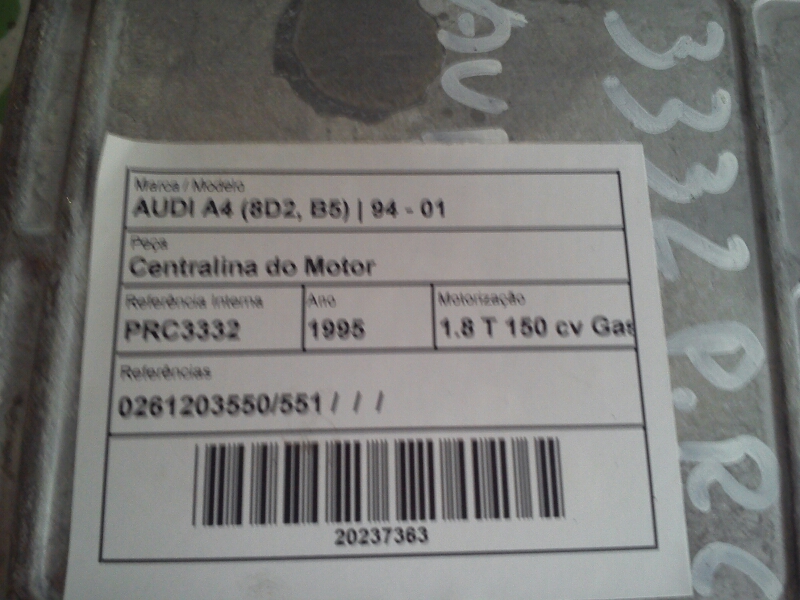 Marca / Modelo
AUDI A4 (8D2, B5) | 94 - 01
Peça
Centralina do Motor
Referência Interna
PRC3332
Ano
1995
Motorização
1.8 T 150 cv Gas
Referências
0261203550/551 / / /
20237363
3332 P.RC